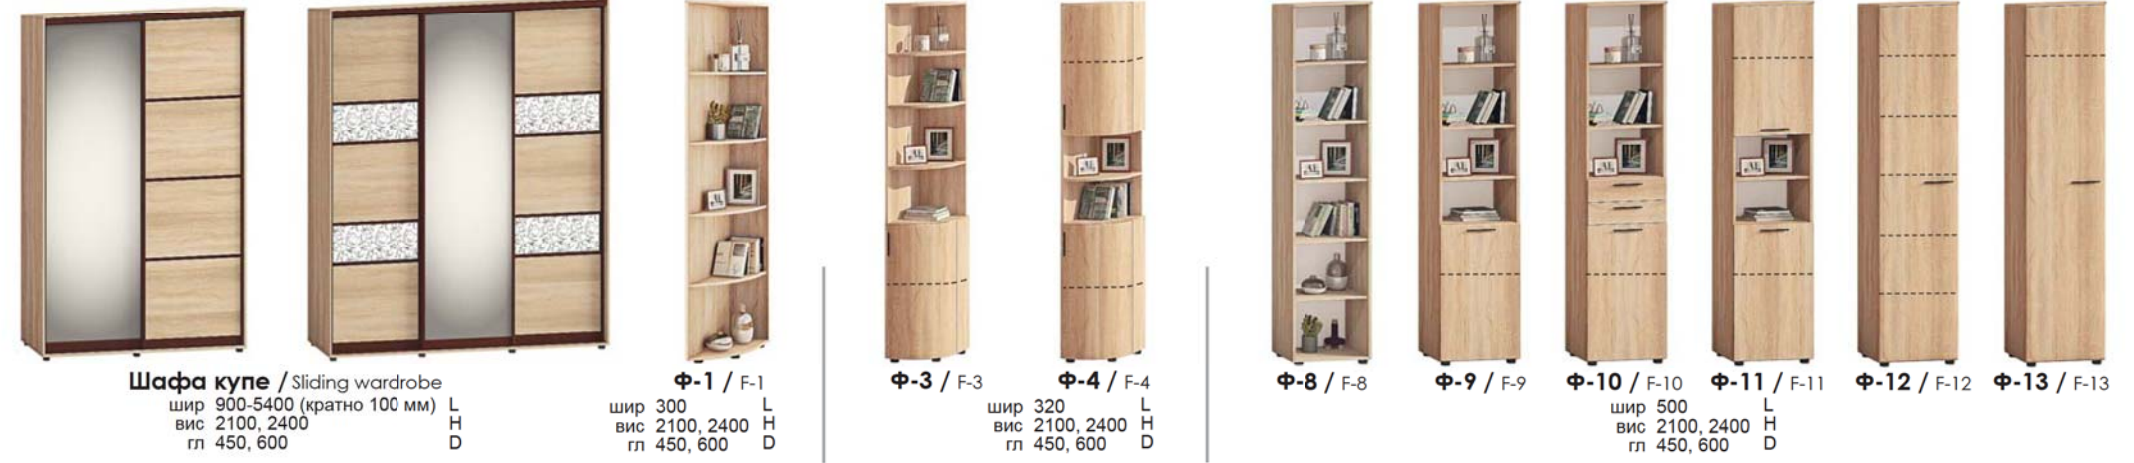 Шафа купе / Sliding wardrobe
шир 900-5400 (кратно 100 мм) L
вис 2100, 2400 H
гл 450, 600 D
Ф-1 / F-1
шир 300 L
вис 2100, 2400 H
гл 450, 600 D
Ф-3 / F-3
Ф-4 / F-4
шир 320 L
вис 2100, 2400 H
гл 450, 600 D
Ф-8 / F-8
Ф-9 / F-9
Ф-10 / F-10
Ф-11 / F-11
Ф-12 / F-12
Ф-13 / F-13
шир 500 L
вис 2100, 2400 H
гл 450, 600 D